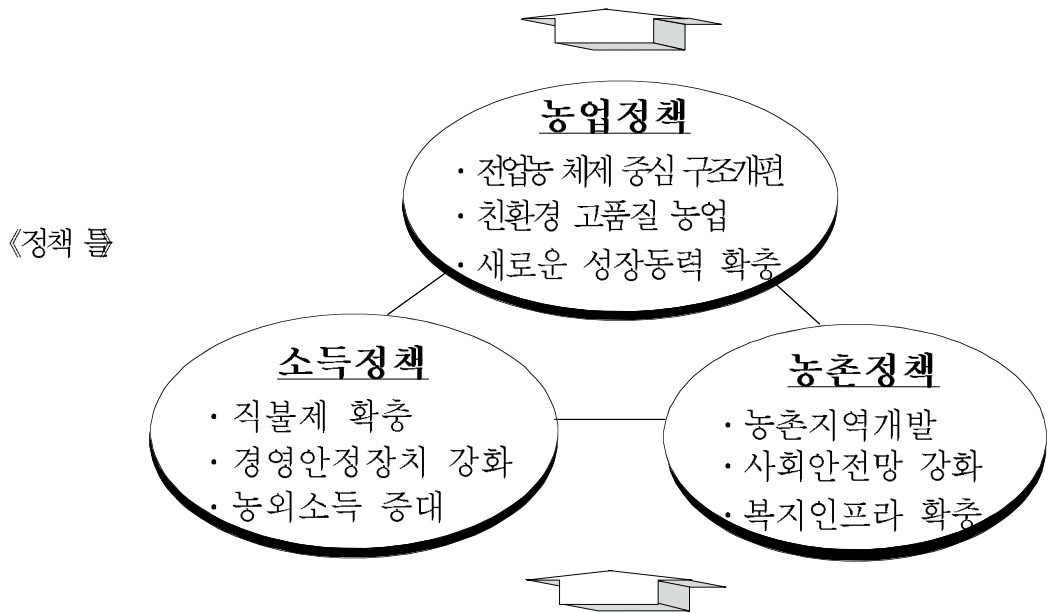 농업정책
· 전업농 체제 중심 구조개편
· 친환경 고품질 농업
· 새로운 성장동력 확충
《정책 틀》
소득정책
· 직불제 확충
· 경영안정장치 강화
· 농외소득 증대
농촌정책
· 농촌지역개발
· 사회안전망 강화
· 복지인프라 확충